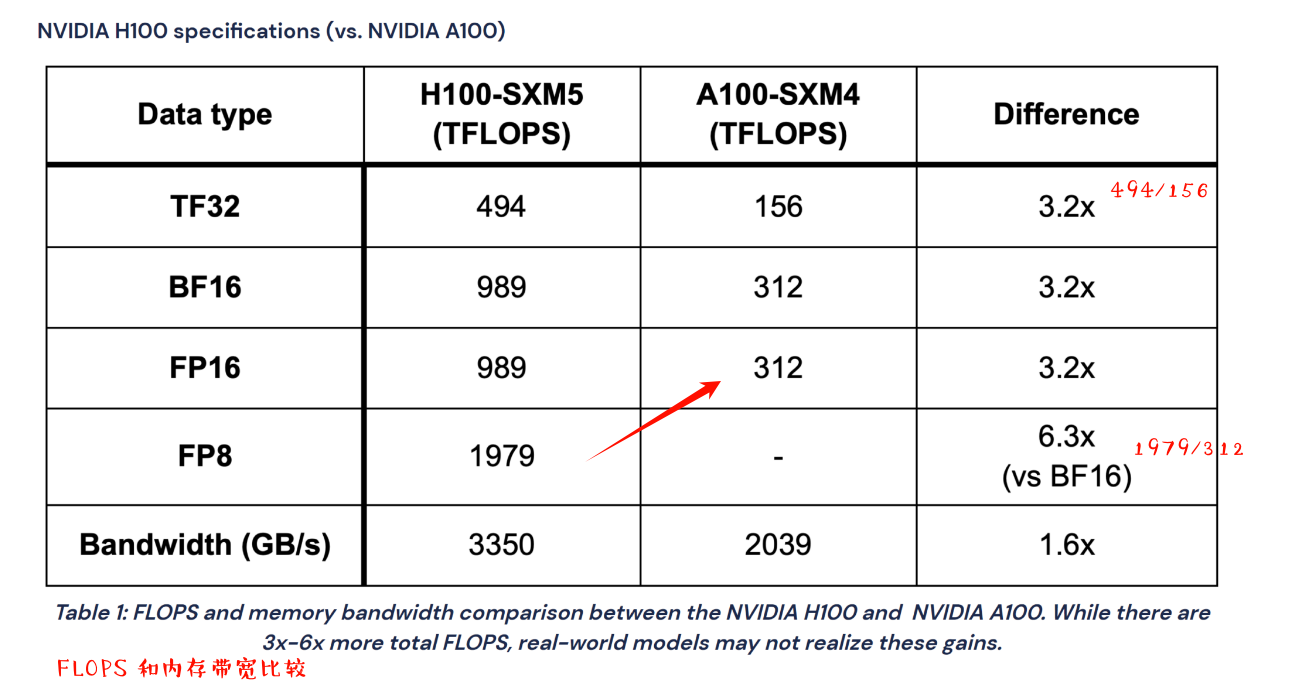 NVIDIA H100 specifications (vs. NVIDIA A100)
Data type H100-SXM5 (TFLOPS) A100-SXM4 (TFLOPS) Difference
TF32 494 156 3.2x 494/156
BF16 989 312 3.2x
FP16 989 312 3.2x
FP8 1979 - 6.3x (vs BF16) 1979/312
Bandwidth (GB/s) 3350 2039 1.6x
Table 1: FLOPS and memory bandwidth comparison between the NVIDIA H100 and NVIDIA A100. While there are
3x-6x more total FLOPS, real-world models may not realize these gains.
FLOPS 和内存带宽比较